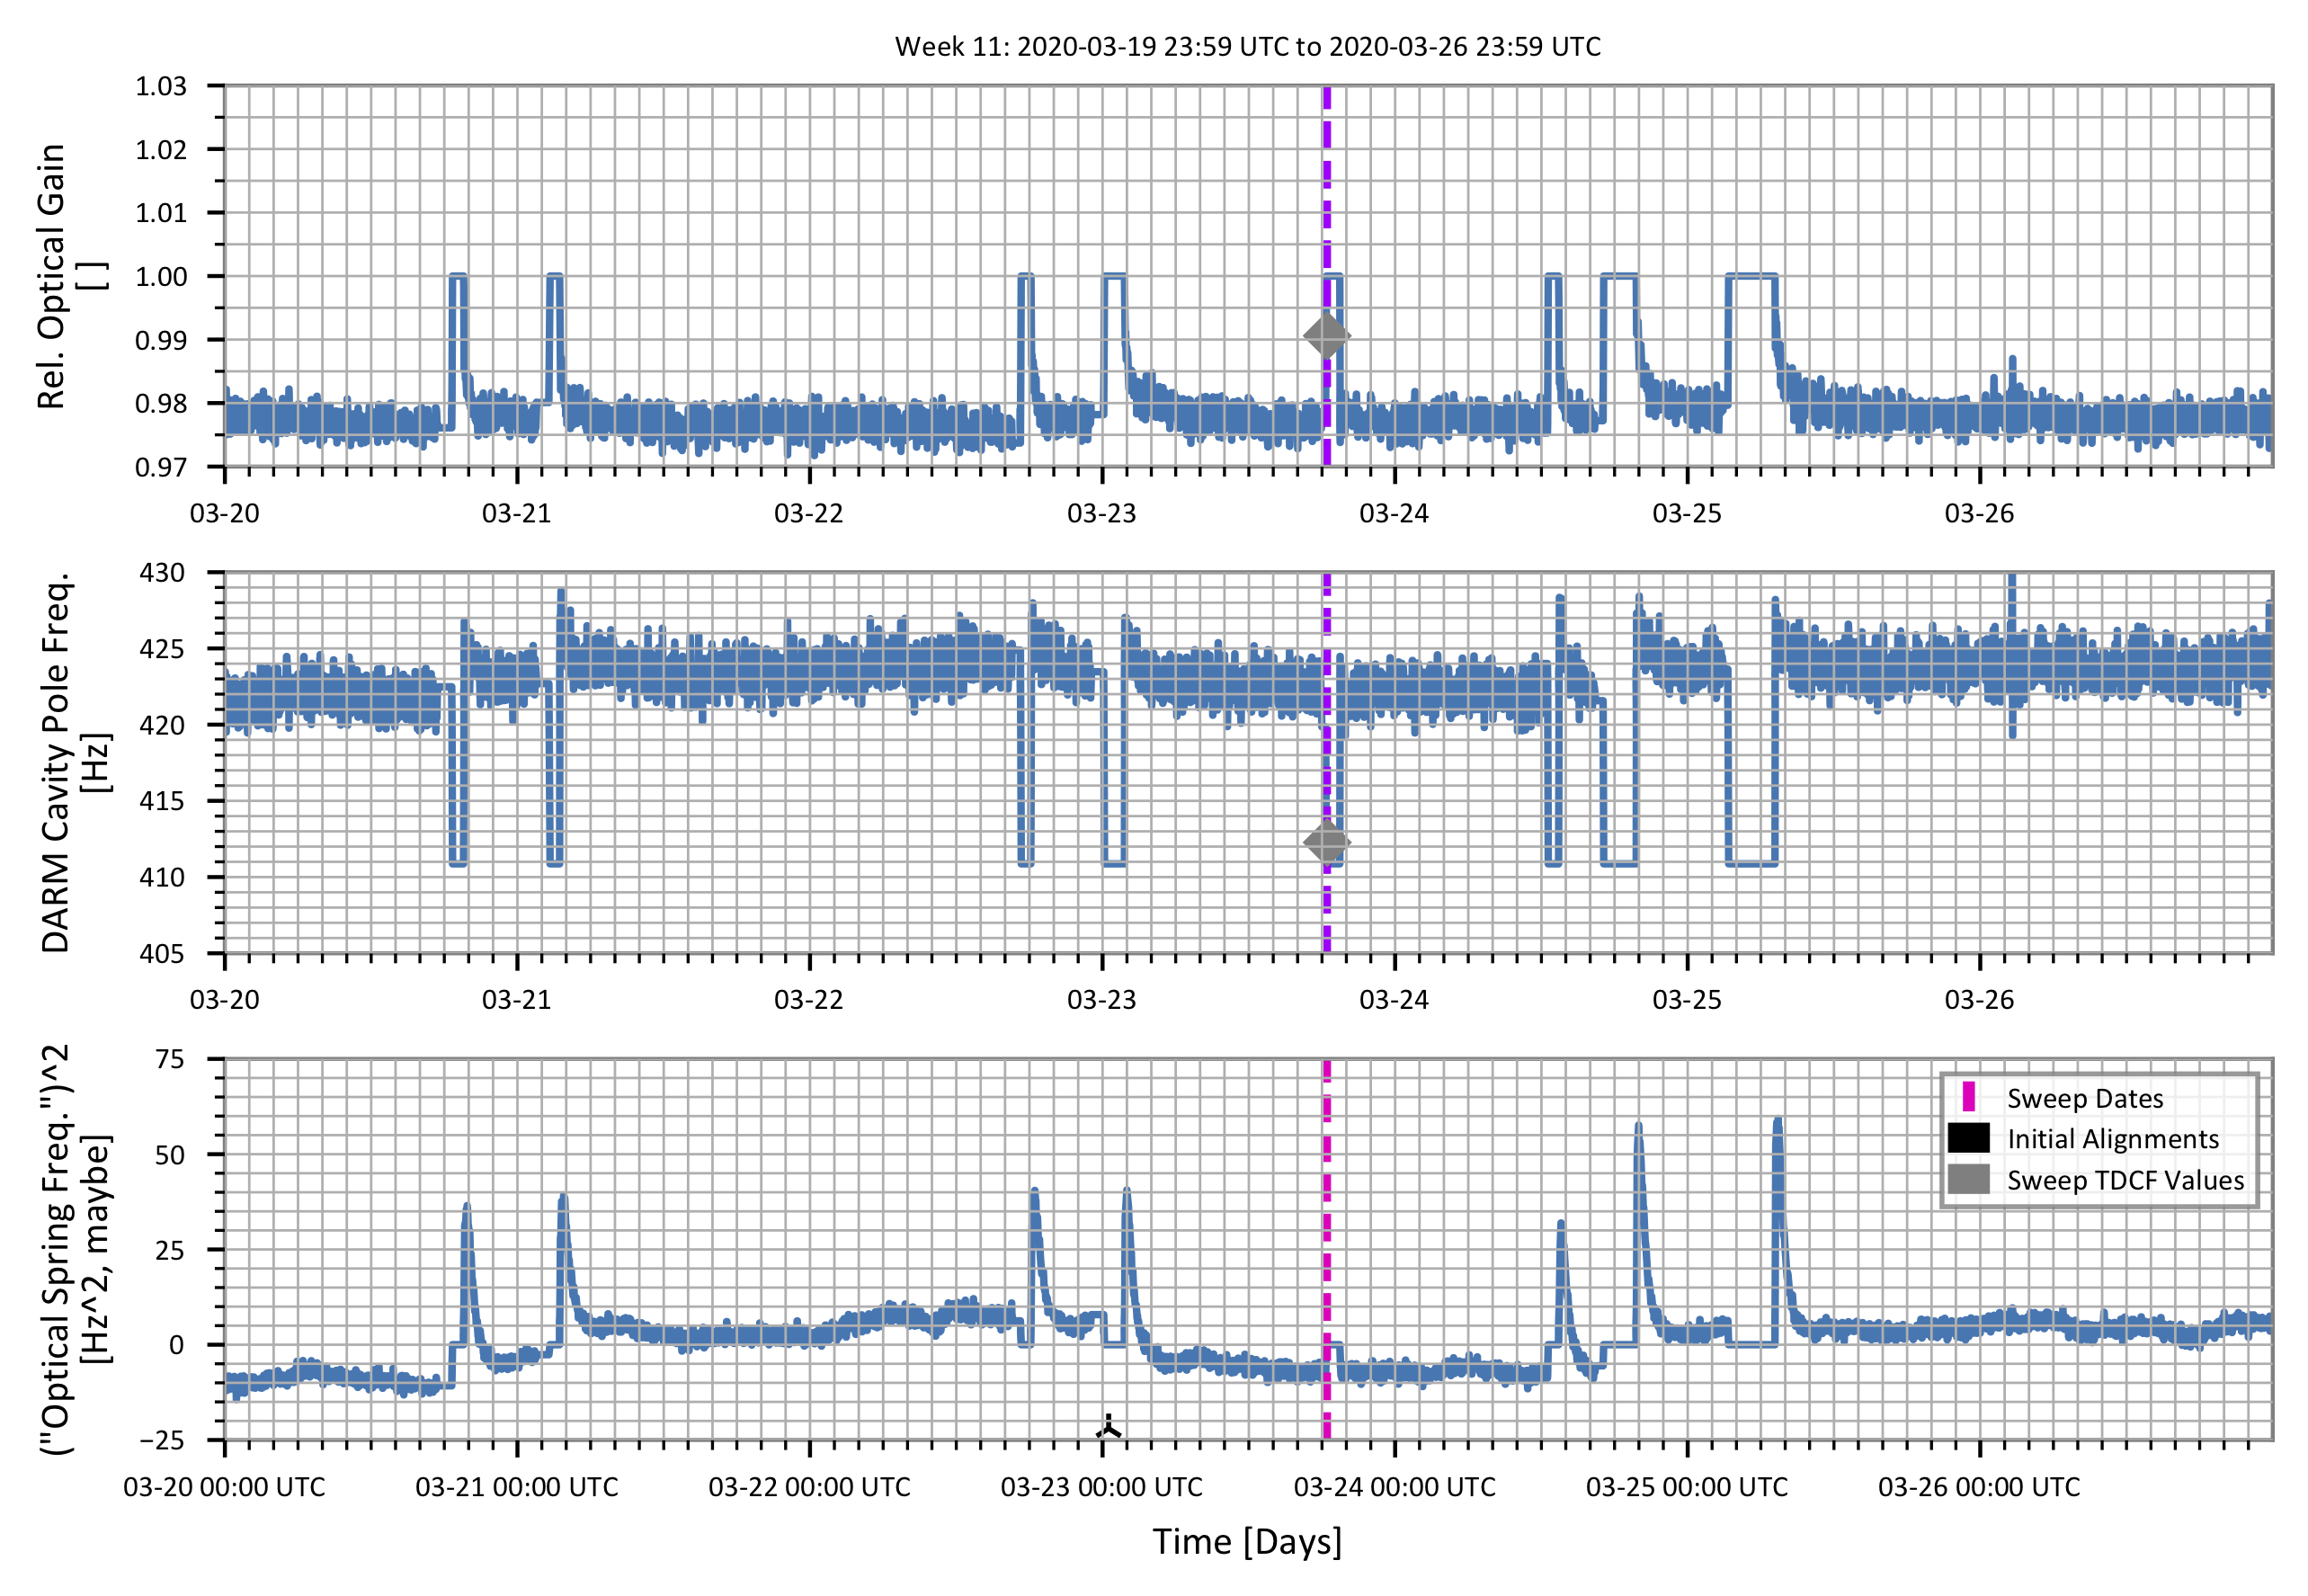 Week 11: 2020-03-19 23:59 UTC to 2020-03-26 23:59 UTC
Rel. Optical Gain
[ ]
1.03
1.02
1.01
1.00
0.99
0.98
0.97
03-20 03-21 03-22 03-23 03-24 03-25 03-26
DARM Cavity Pole Freq.
[Hz]
430
425
420
415
410
405
03-20 03-21 03-22 03-23 03-24 03-25 03-26
("Optical Spring Freq.")^2
[Hz^2, maybe]
75
50
25
0
−25
Sweep Dates
Initial Alignments
Sweep TDCF Values
03-20 00:00 UTC 03-21 00:00 UTC 03-22 00:00 UTC 03-23 00:00 UTC 03-24 00:00 UTC 03-25 00:00 UTC 03-26 00:00 UTC
Time [Days]